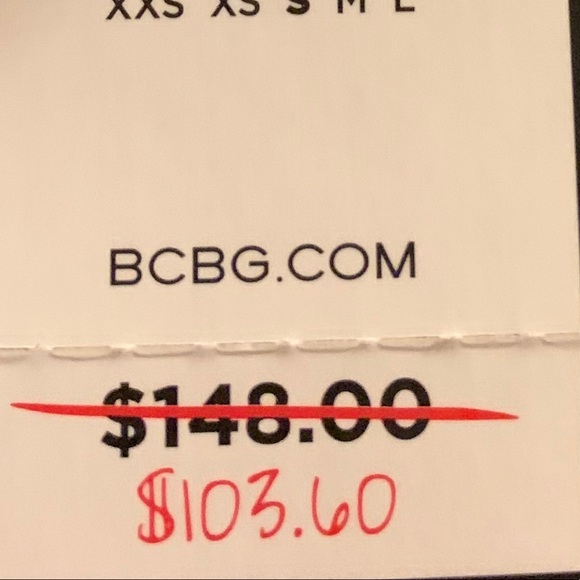 XXS XS S M L
BCBG.COM
$148.00
$103.60